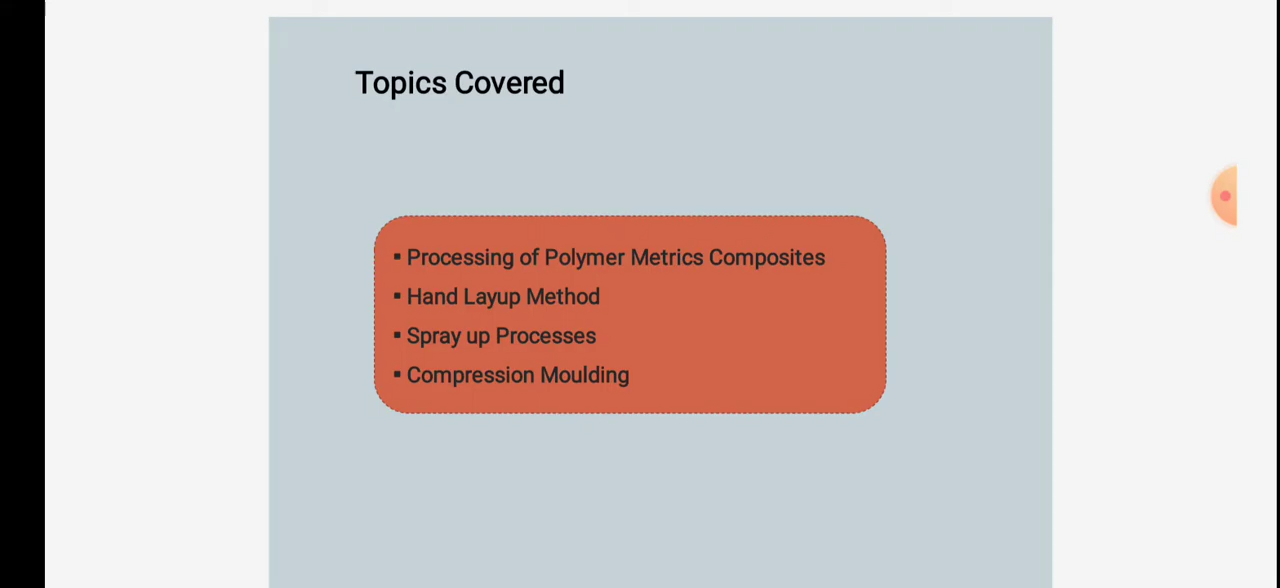 Topics Covered
▪ Processing of Polymer Metrics Composites
▪ Hand Layup Method
▪ Spray up Processes
▪ Compression Moulding